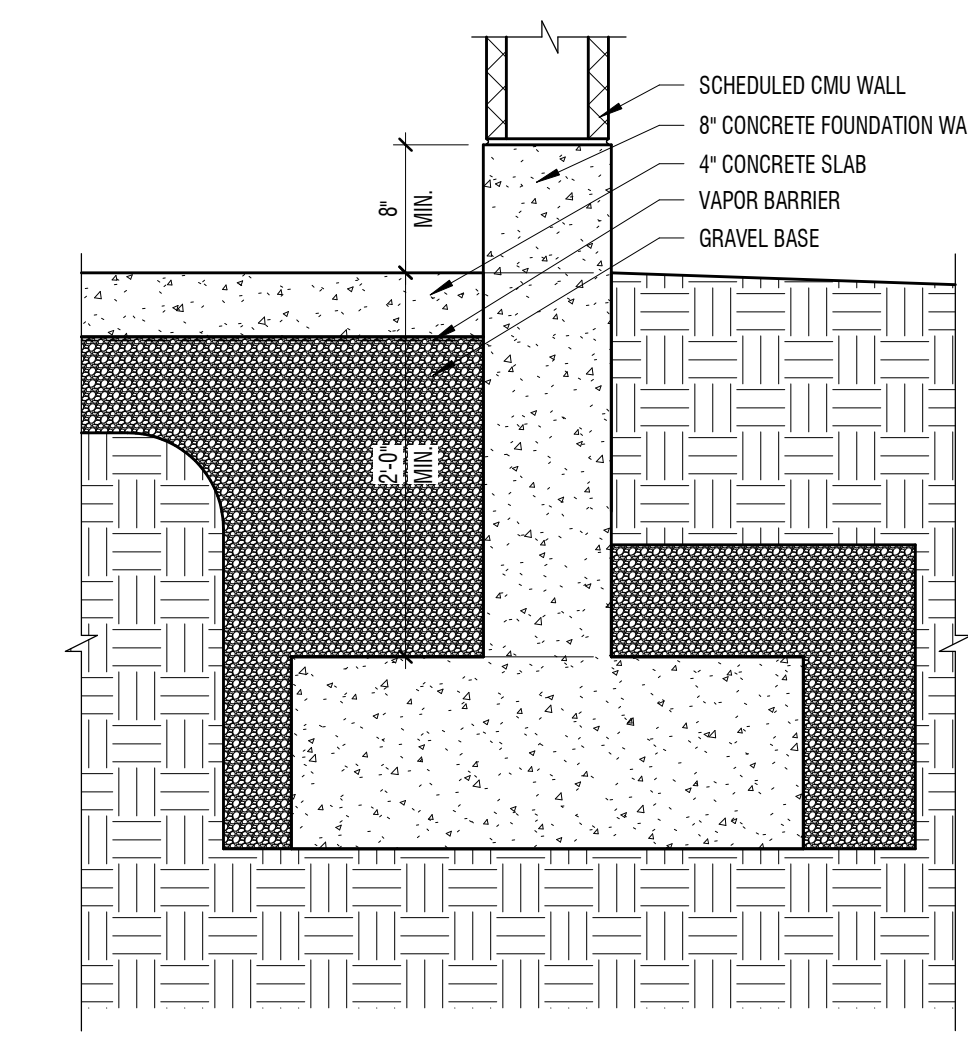 SCHEDULED CMU WALL
8" CONCRETE FOUNDATION WA
4" CONCRETE SLAB
VAPOR BARRIER
GRAVEL BASE
8"
MIN.
2'-0"
MIN.